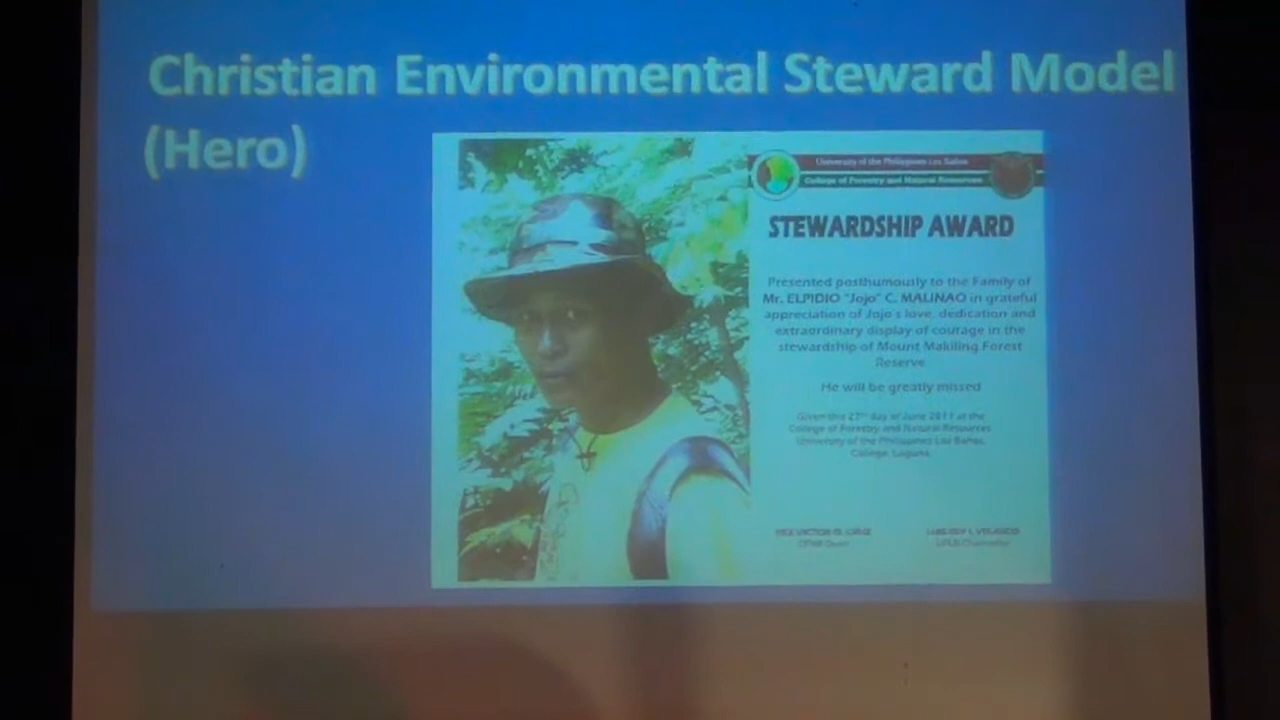 Christian Environmental Steward Model
(Hero)
University of the Philippines Los Baños
College of Forestry and Natural Resources
STEWARDSHIP AWARD
Presented posthumously to the Family of
Mr. ELPIDIO "Jojo" C. MALINAO in grateful
appreciation of Jojo's love, dedication and
extraordinary display of courage in the
stewardship of Mount Makiling Forest
Reserve
He will be greatly missed
Given this 27th day of June 2011 at the
College of Forestry and Natural Resources
University of the Philippines Los Baños,
College, Laguna